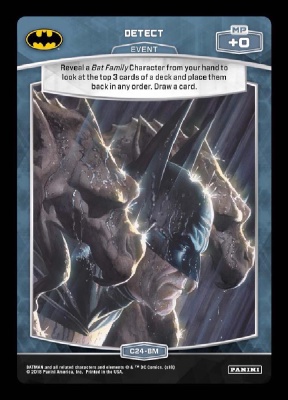 DETECT
MP
+0
EVENT
Reveal a Bat Family Character from your hand to
look at the top 3 cards of a deck and place them
back in any order. Draw a card.
C24-BM
BATMAN and all related characters and elements © & ™ DC Comics. (s18)
© 2018 Panini America, Inc. Printed in the USA.
PANINI